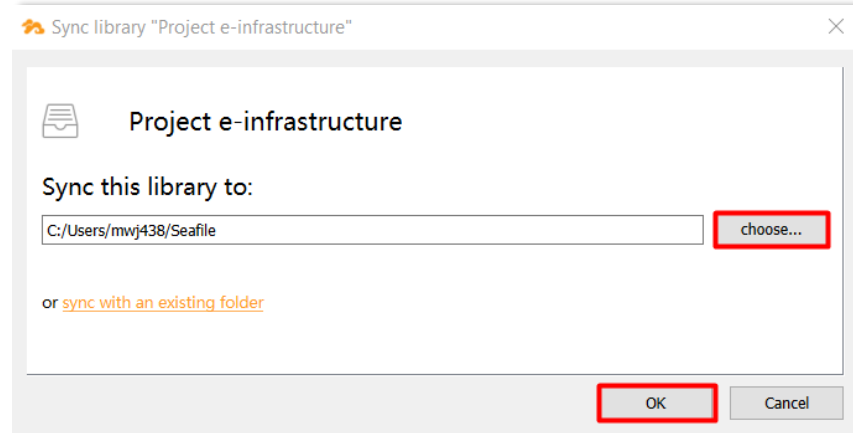 Sync library "Project e-infrastructure"
Project e-infrastructure
Sync this library to:
C:/Users/mwj438/Seafile
choose...
or sync with an existing folder
OK
Cancel